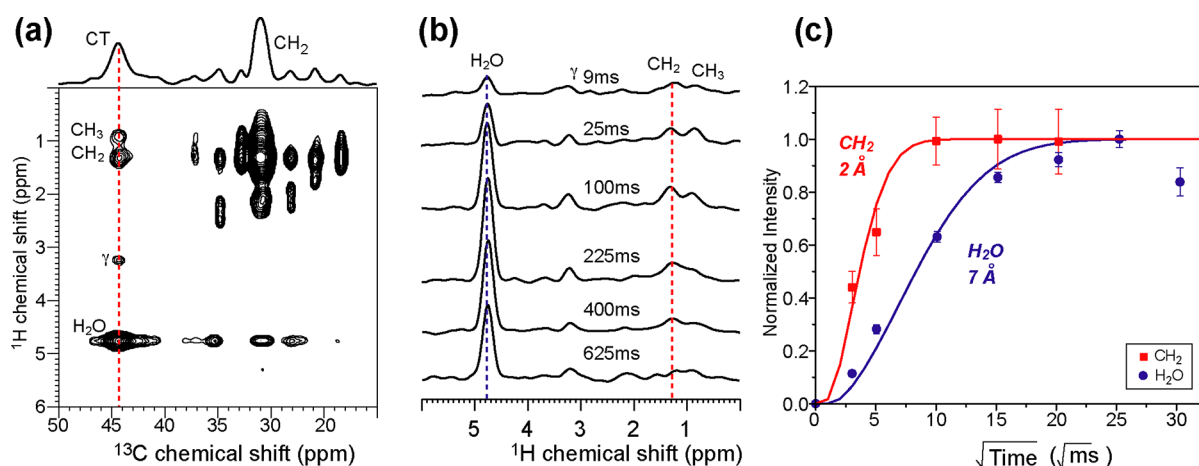 (a)
CT
CH₂
CH₃
CH₂
γ
H₂O
1
2
3
4
5
6
¹H chemical shift (ppm)
50 40 30 20
¹³C chemical shift (ppm)
(b)
H₂O
γ 9ms CH₂ CH₃
25ms
100ms
225ms
400ms
625ms
5 4 3 2 1
¹H chemical shift (ppm)
(c)
1.2
1.0
0.8
0.6
0.4
0.2
0.0
Normalized Intensity
CH₂
2 Å
H₂O
7 Å
CH₂
H₂O
0 5 10 15 20 25 30
√Time (√ms)